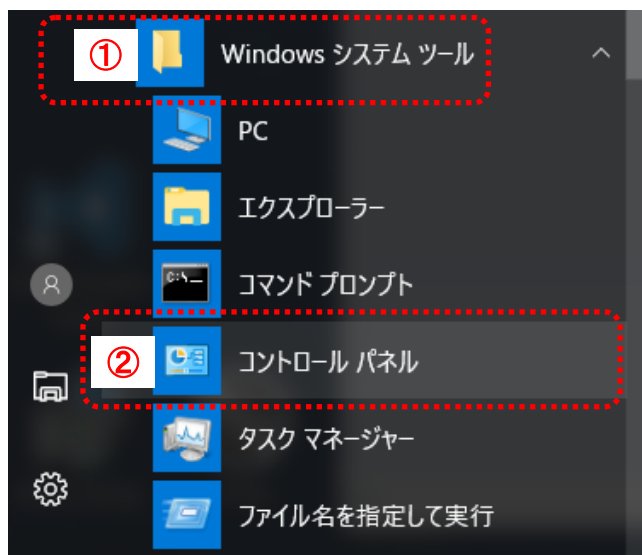 ① Windows システム ツール
PC
エクスプローラー
C:\_
コマンド プロンプト
② コントロール パネル
タスク マネージャー
ファイル名を指定して実行